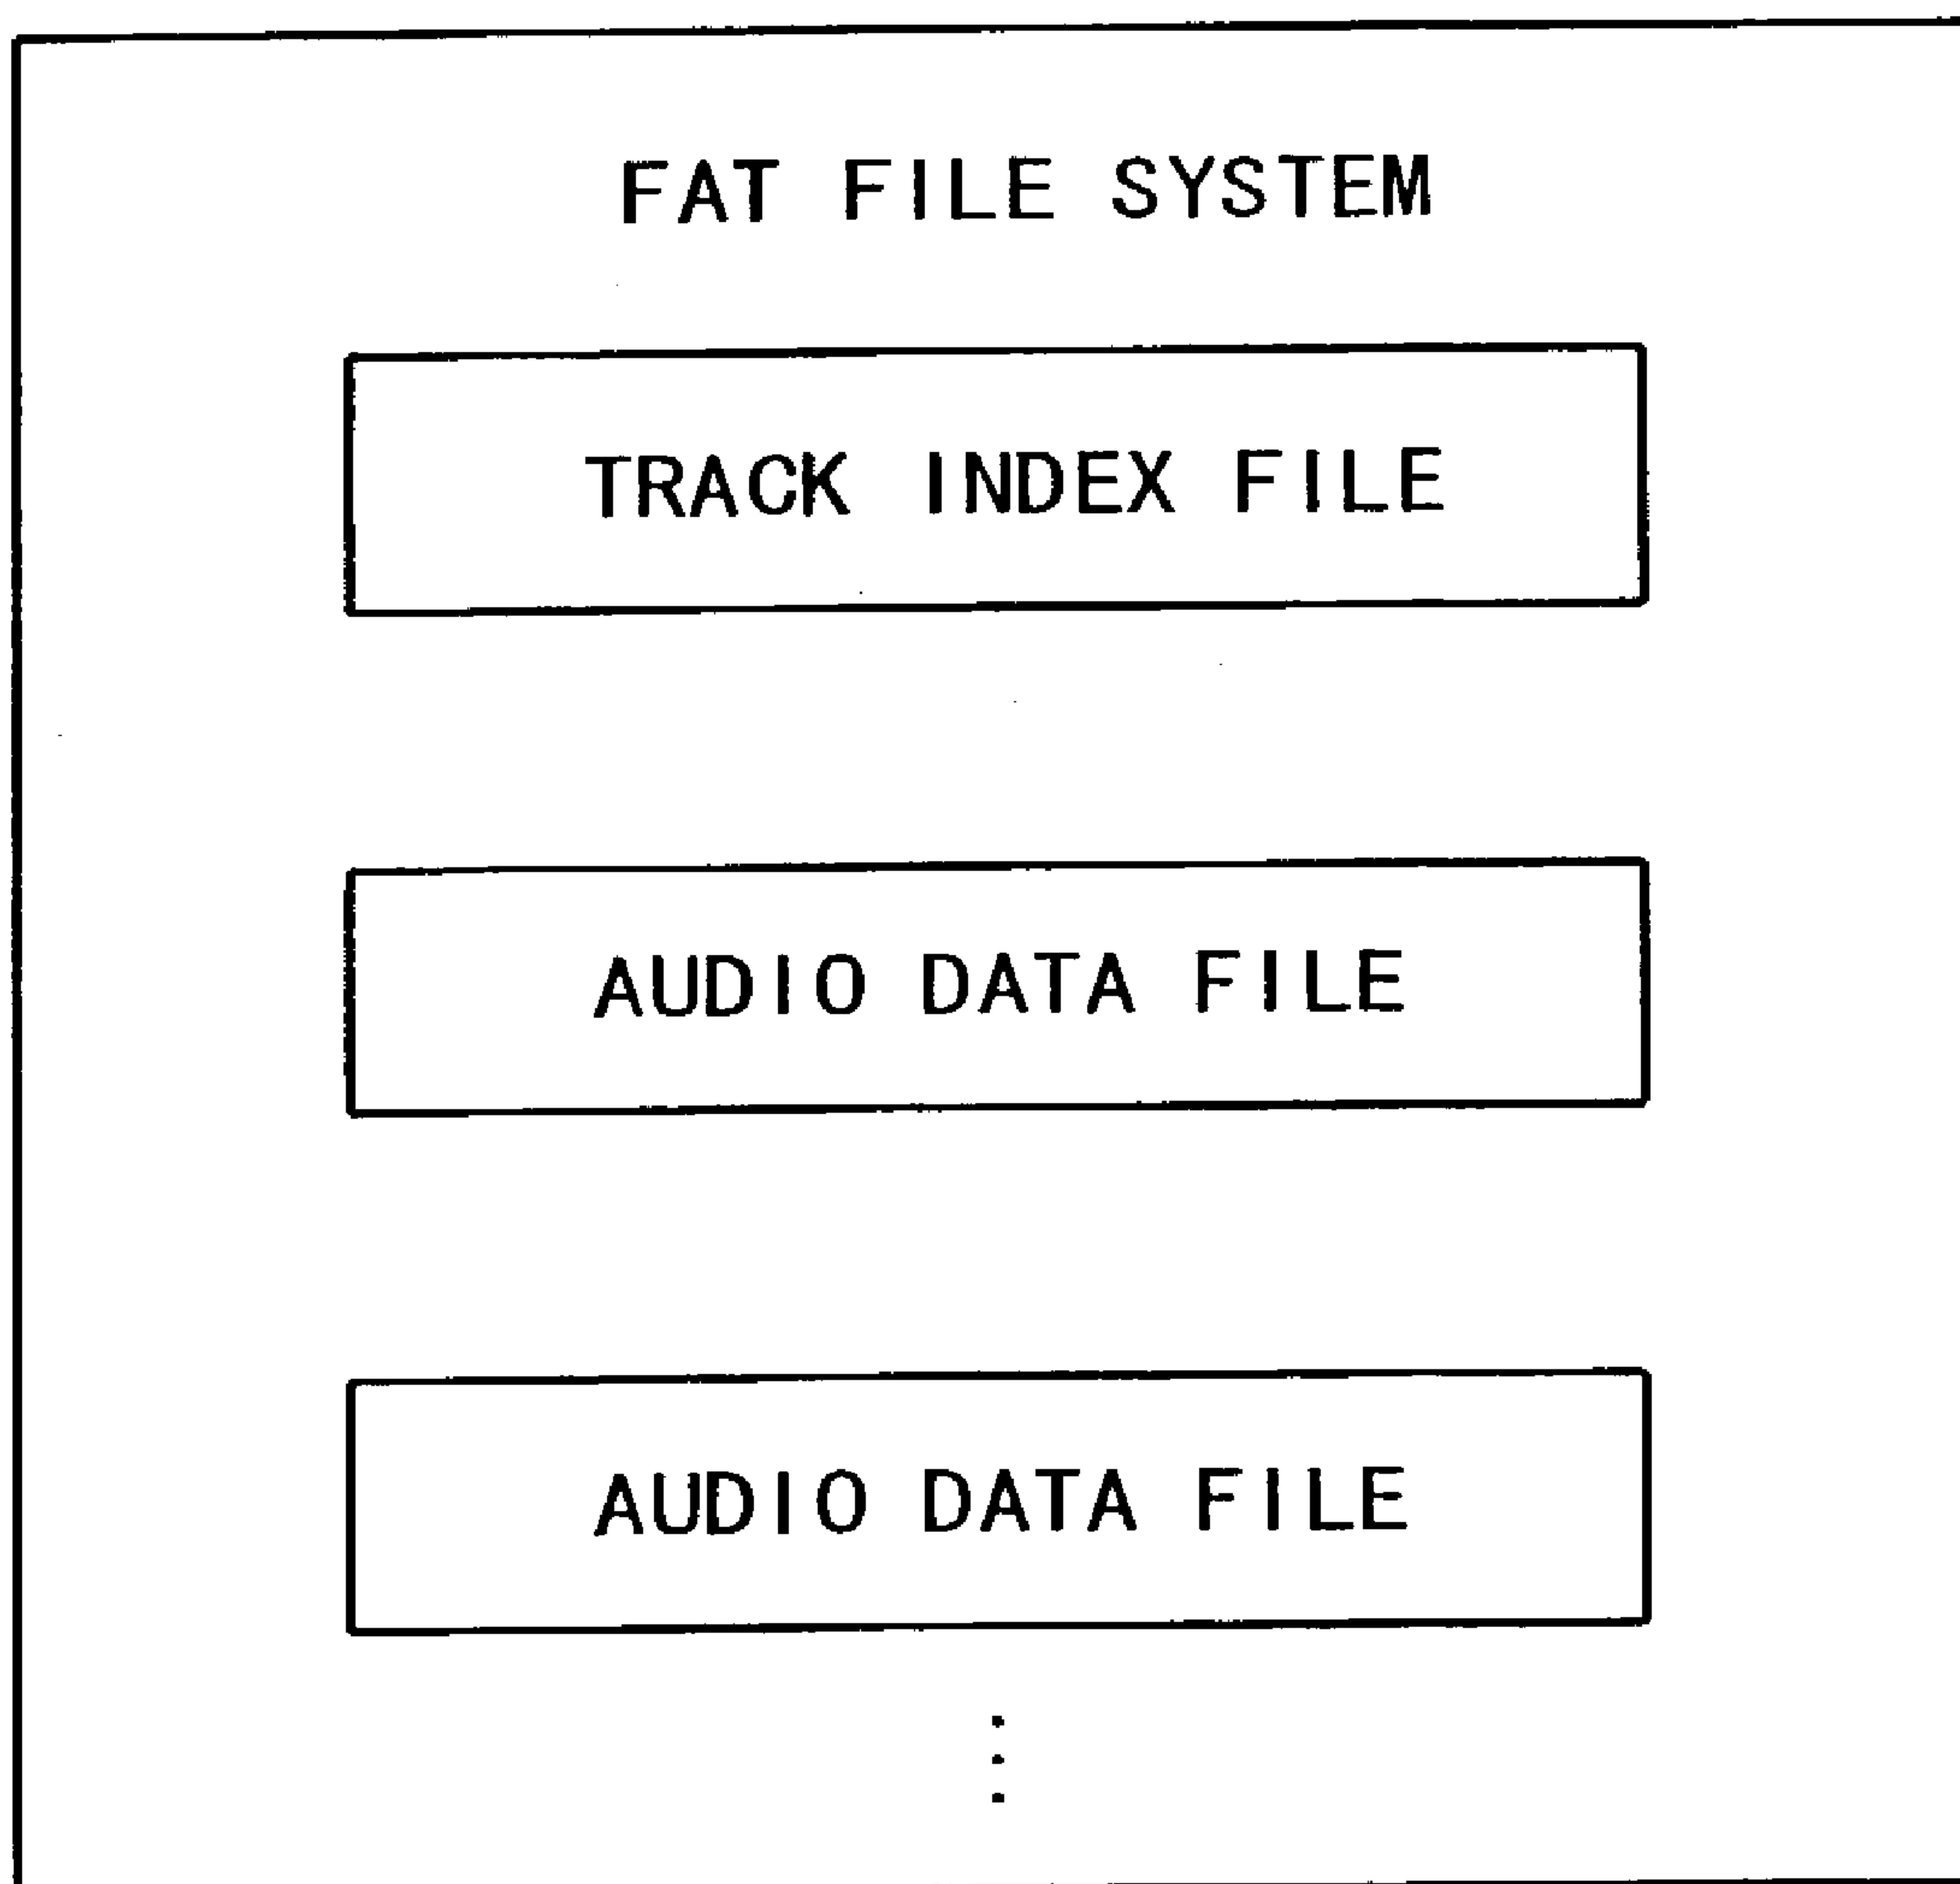 FAT FILE SYSTEM
TRACK INDEX FILE
AUDIO DATA FILE
AUDIO DATA FILE